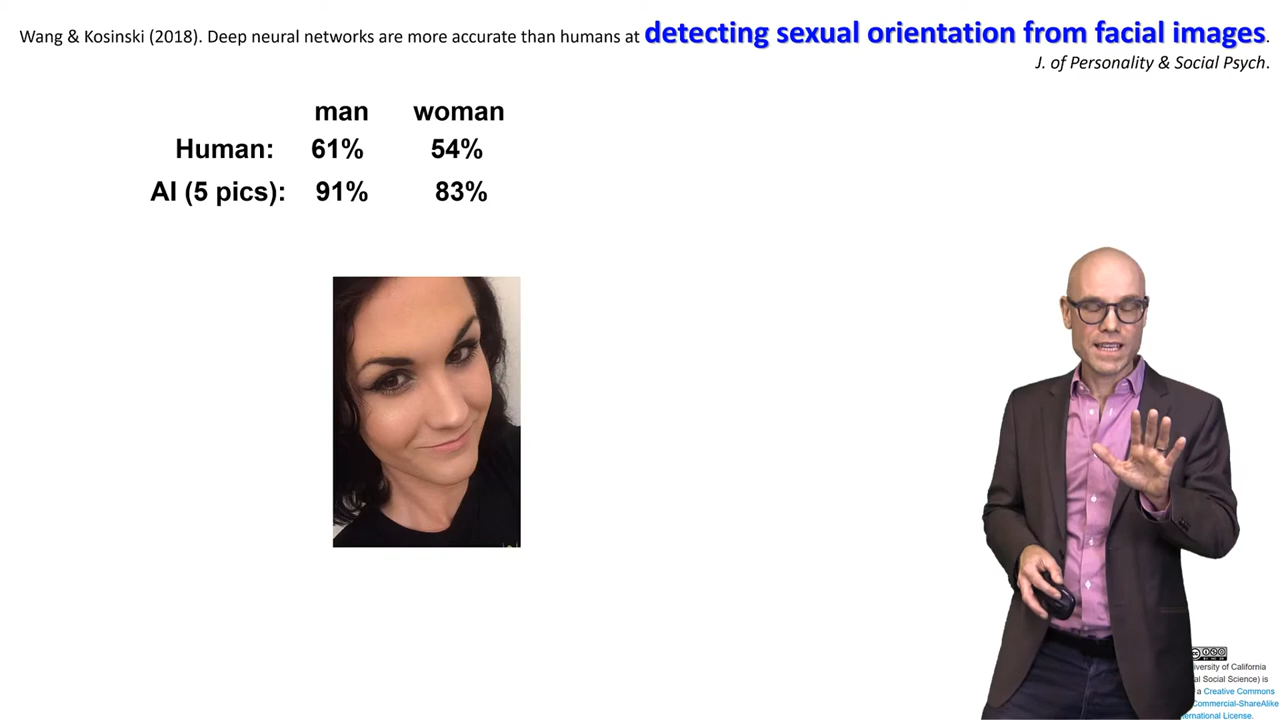 Wang & Kosinski (2018). Deep neural networks are more accurate than humans at detecting sexual orientation from facial images.
J. of Personality & Social Psych.
man woman
Human: 61% 54%
AI (5 pics): 91% 83%
iversity of California
al Social Science) is
a Creative Commons
Commercial-ShareAlike
ternational License.